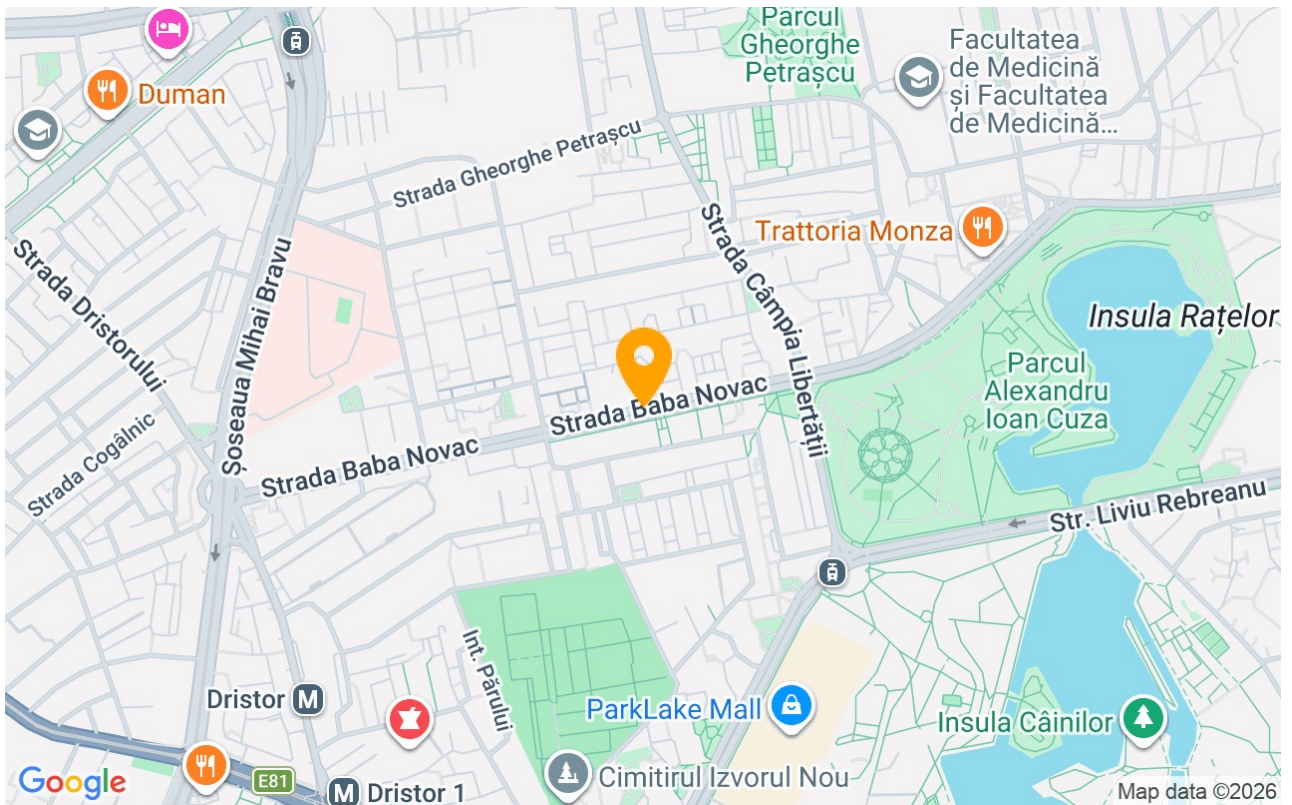 Parcul
Gheorghe
Petrașcu
Facultatea
de Medicină
și Facultatea
de Medicină...
Duman
Strada Gheorghe Petrașcu
Trattoria Monza
Strada Câmpia Libertății
Strada Dristorului
Șoseaua Mihai Bravu
Insula Rațelor
Parcul
Alexandru
Ioan Cuza
Strada Baba Novac
Strada Baba Novac
Strada Cogâlnic
Str. Liviu Rebreanu
Int. Părului
Dristor M
ParkLake Mall
Insula Câinilor
Google
E81
M Dristor 1
Cimitirul Izvorul Nou
Map data ©2026